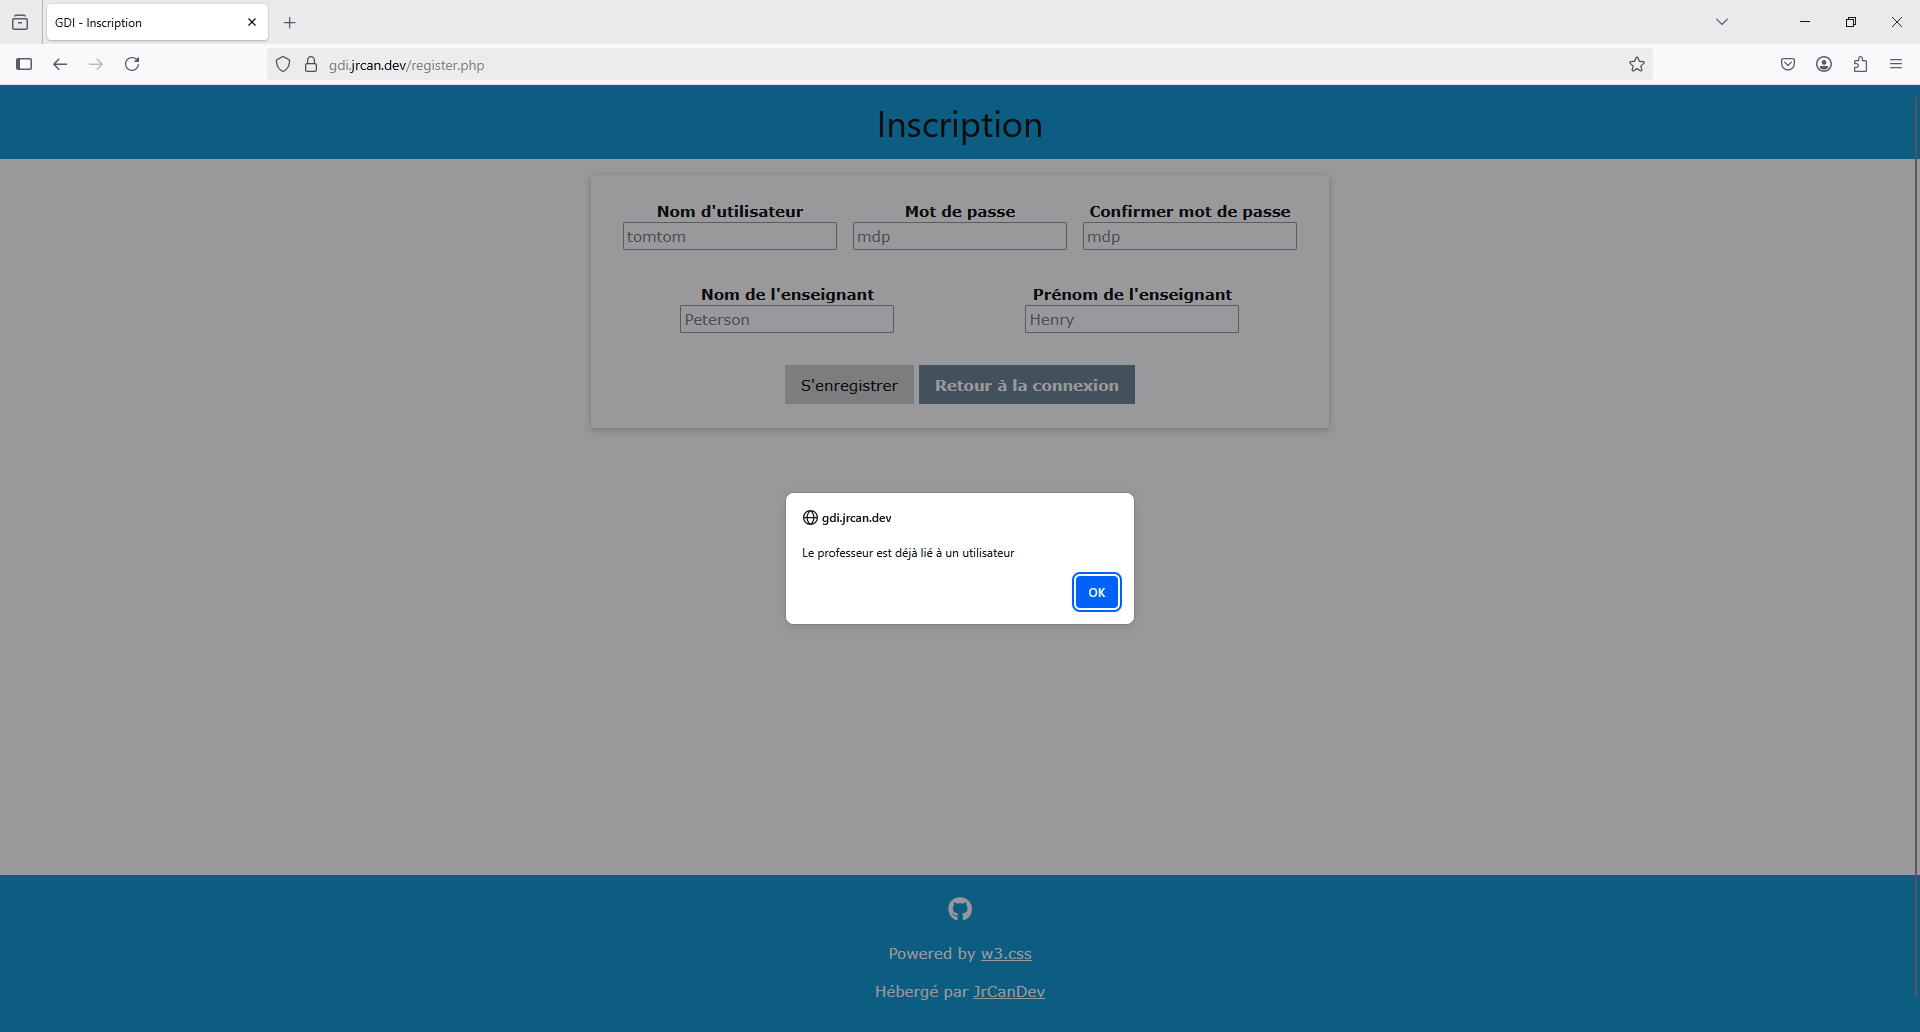 GDI - Inscription
gdi.jrcan.dev/register.php
Inscription
Nom d'utilisateur Mot de passe Confirmer mot de passe
tomtom mdp mdp
Nom de l'enseignant Prénom de l'enseignant
Peterson Henry
S'enregistrer Retour à la connexion
gdi.jrcan.dev
Le professeur est déjà lié à un utilisateur
OK
Powered by w3.css
Hébergé par JrCanDev